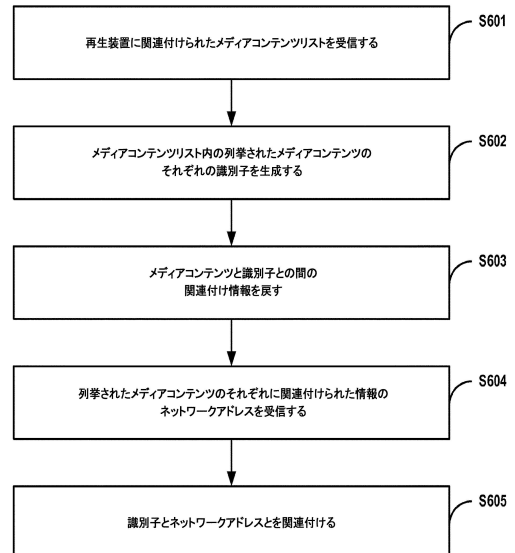 再生装置に関連付けられたメディアコンテンツリストを受信する
S601
メディアコンテンツリスト内の列挙されたメディアコンテンツの
それぞれの識別子を生成する
S602
メディアコンテンツと識別子との間の
関連付け情報を戻す
S603
列挙されたメディアコンテンツのそれぞれに関連付けられた情報の
ネットワークアドレスを受信する
S604
識別子とネットワークアドレスとを関連付ける
S605